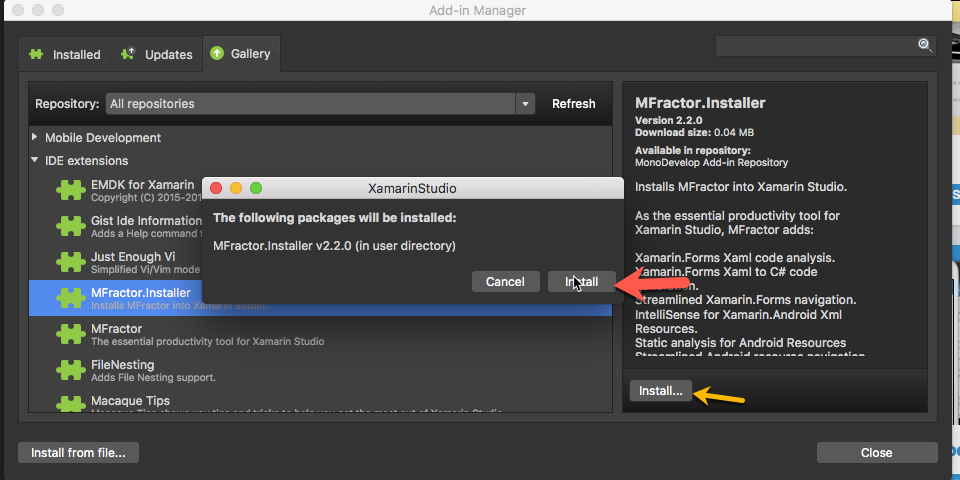 Add-in Manager
Installed
Updates
Gallery
Repository: All repositories Refresh
Mobile Development
IDE extensions
EMDK for Xamarin
Copyright (C) 2015-201
Gist Ide Information
Adds a Help command t
Just Enough Vi
Simplified Vi/Vim mode
MFractor.Installer
Installs MFractor into Xamarin Studio.
MFractor
The essential productivity tool for Xamarin Studio
FileNesting
Adds File Nesting support.
Macaque Tips
Macaque Tips shows you tips and tricks to help you get the most out of Xamarin Studio
XamarinStudio
The following packages will be installed:
MFractor.Installer v2.2.0 (in user directory)
Cancel
Install
MFractor.Installer
Version 2.2.0
Download size: 0.04 MB
Available in repository:
MonoDevelop Add-in Repository
Installs MFractor into Xamarin Studio.
As the essential productivity tool for
Xamarin Studio, MFractor adds:
Xamarin.Forms Xaml code analysis.
Xamarin.Forms Xaml to C# code
Streamlined Xamarin.Forms navigation.
IntelliSense for Xamarin.Android Xml
Resources.
Static analysis for Android Resources
Streamlined Android resource navigation
Install...
Install from file...
Close